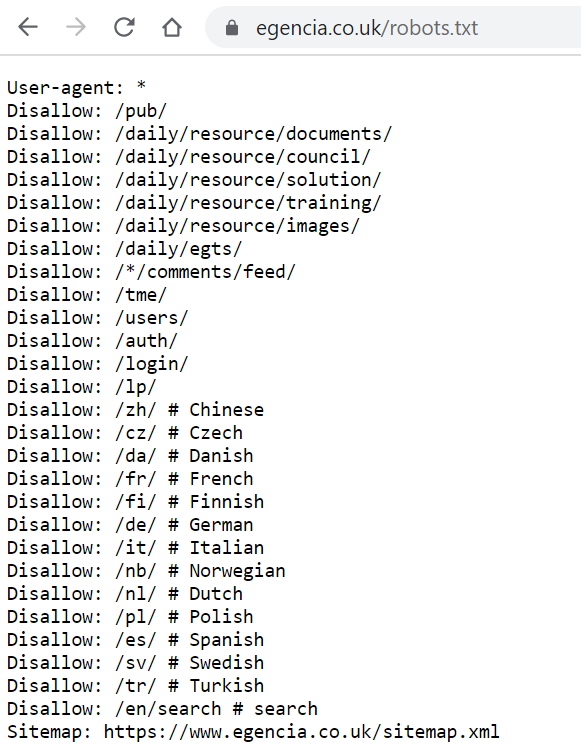 egencia.co.uk/robots.txt
User-agent: *
Disallow: /pub/
Disallow: /daily/resource/documents/
Disallow: /daily/resource/council/
Disallow: /daily/resource/solution/
Disallow: /daily/resource/training/
Disallow: /daily/resource/images/
Disallow: /daily/egts/
Disallow: /*/comments/feed/
Disallow: /tme/
Disallow: /users/
Disallow: /auth/
Disallow: /login/
Disallow: /lp/
Disallow: /zh/ # Chinese
Disallow: /cz/ # Czech
Disallow: /da/ # Danish
Disallow: /fr/ # French
Disallow: /fi/ # Finnish
Disallow: /de/ # German
Disallow: /it/ # Italian
Disallow: /nb/ # Norwegian
Disallow: /nl/ # Dutch
Disallow: /pl/ # Polish
Disallow: /es/ # Spanish
Disallow: /sv/ # Swedish
Disallow: /tr/ # Turkish
Disallow: /en/search # search
Sitemap: https://www.egencia.co.uk/sitemap.xml